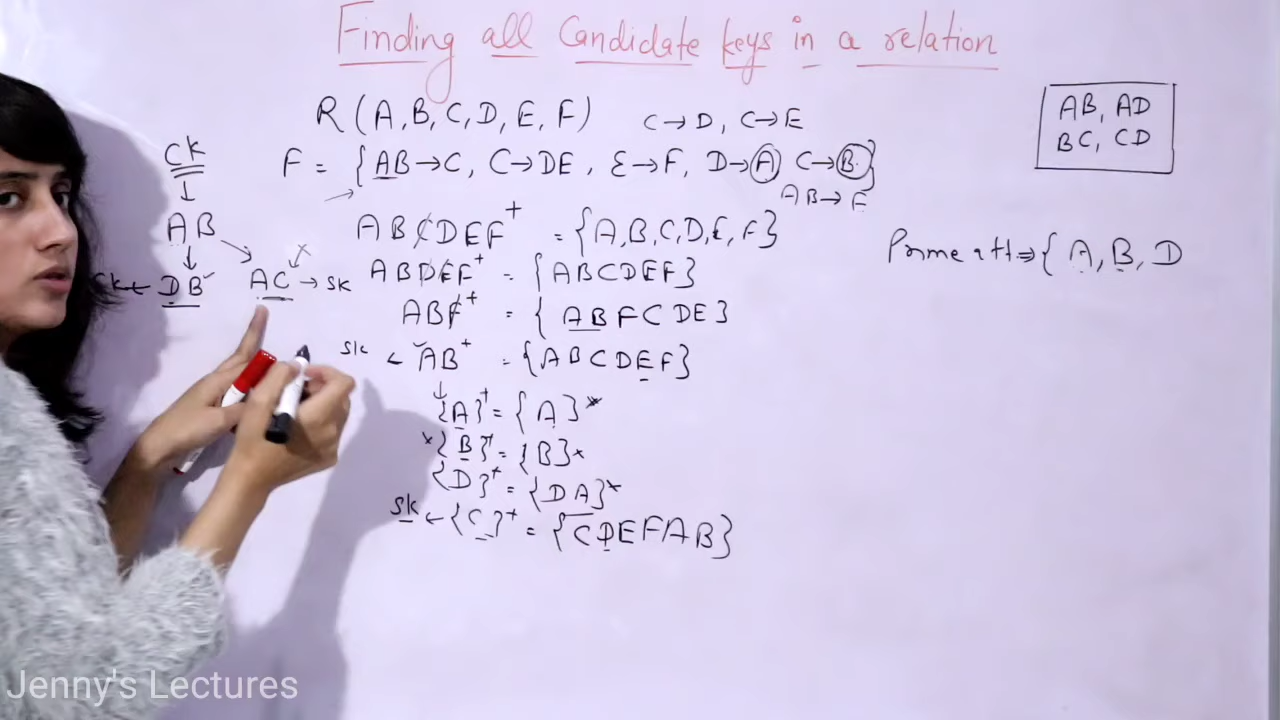 Finding all Candidate keys in a relation
R (A, B, C, D, E, F) C→D, C→E
F = {AB→C, C→DE, E→F, D→A C→B}
AB→F
AB, AD
BC, CD
CK
↓
AB
DB AC → SK
ABCDEF⁺ = {A, B, C, D, E, F}
ABDEF⁺ = {ABCDEF}
ABF⁺ = {ABFCDE}
SK ← AB⁺ = {ABCDEF}
{A}⁺ = {A}
{B}⁺ = {B}
{D}⁺ = {DA}
SK ← {C}⁺ = {CDEFAB}
Prime att ⇒ {A, B, D
Jenny's Lectures